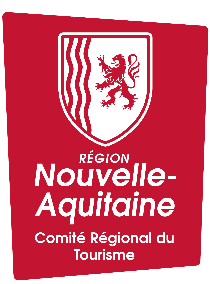 RÉGION
Nouvelle-
Aquitaine
Comité Régional du
Tourisme